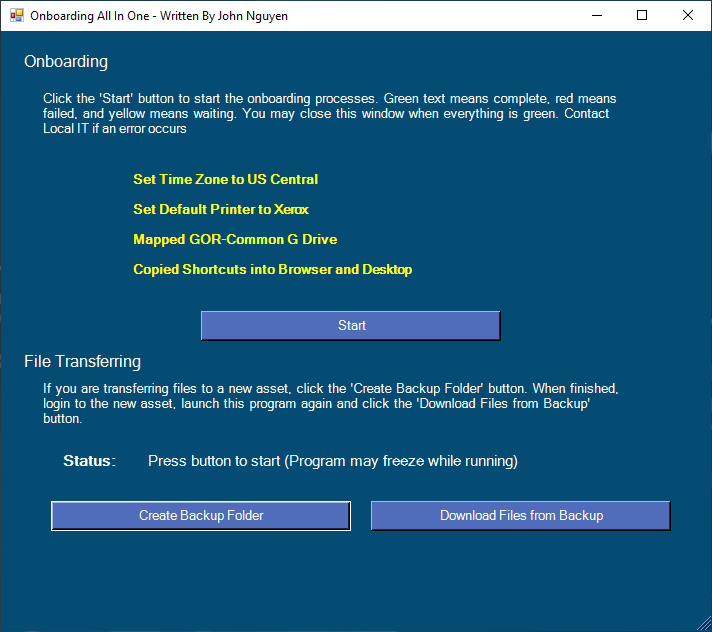 Onboarding All In One - Written By John Nguyen
Onboarding
Click the 'Start' button to start the onboarding processes. Green text means complete, red means
failed, and yellow means waiting. You may close this window when everything is green. Contact
Local IT if an error occurs
Set Time Zone to US Central
Set Default Printer to Xerox
Mapped GOR-Common G Drive
Copied Shortcuts into Browser and Desktop
Start
File Transferring
If you are transferring files to a new asset, click the 'Create Backup Folder' button. When finished,
login to the new asset, launch this program again and click the 'Download Files from Backup'
button.
Status: Press button to start (Program may freeze while running)
Create Backup Folder Download Files from Backup